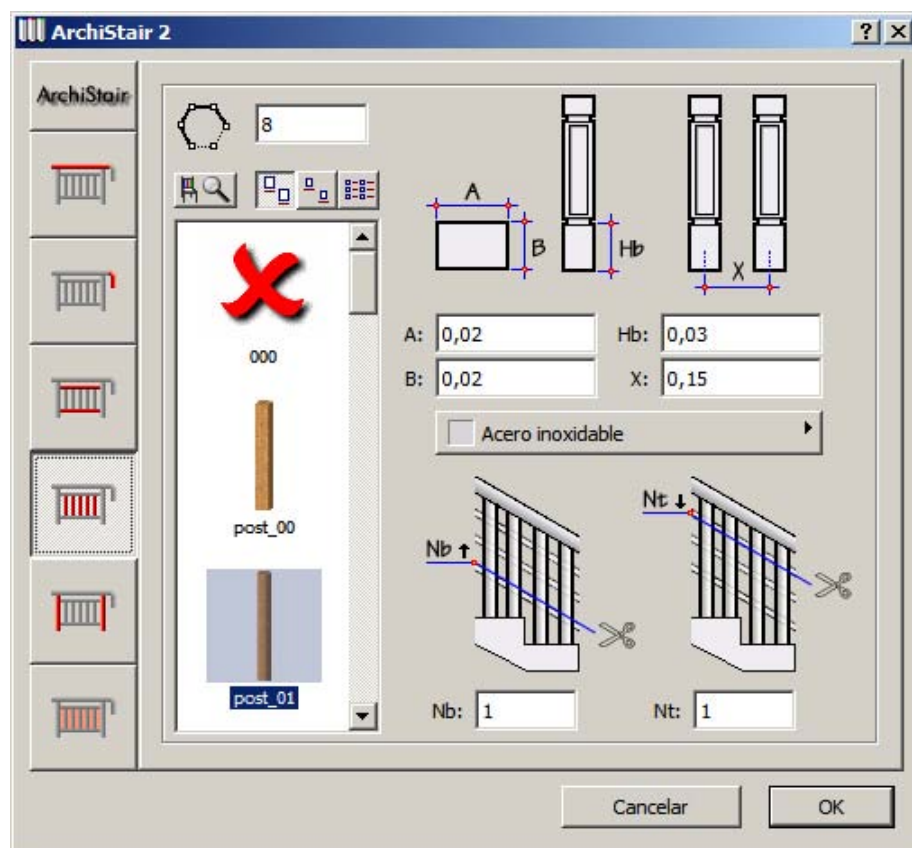 ArchiStair 2
ArchiStair
8
000
post_00
post_01
A
B
Hb
X
A: 0,02
Hb: 0,03
B: 0,02
X: 0,15
Acero inoxidable
Nb
Nt
Nb: 1
Nt: 1
Cancelar
OK